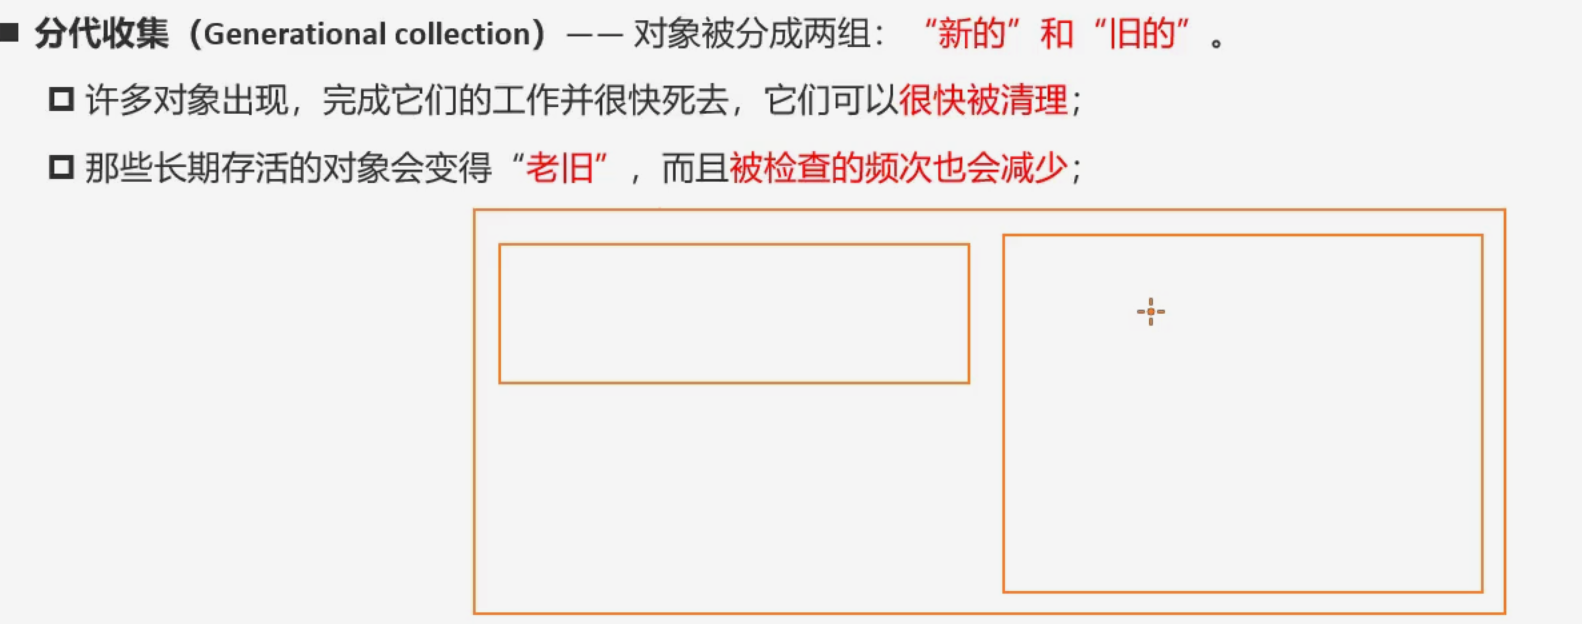 分代收集（Generational collection）—— 对象被分成两组：“新的”和“旧的”。
许多对象出现，完成它们的工作并很快死去，它们可以很快被清理；
那些长期存活的对象会变得“老旧”，而且被检查的频次也会减少；